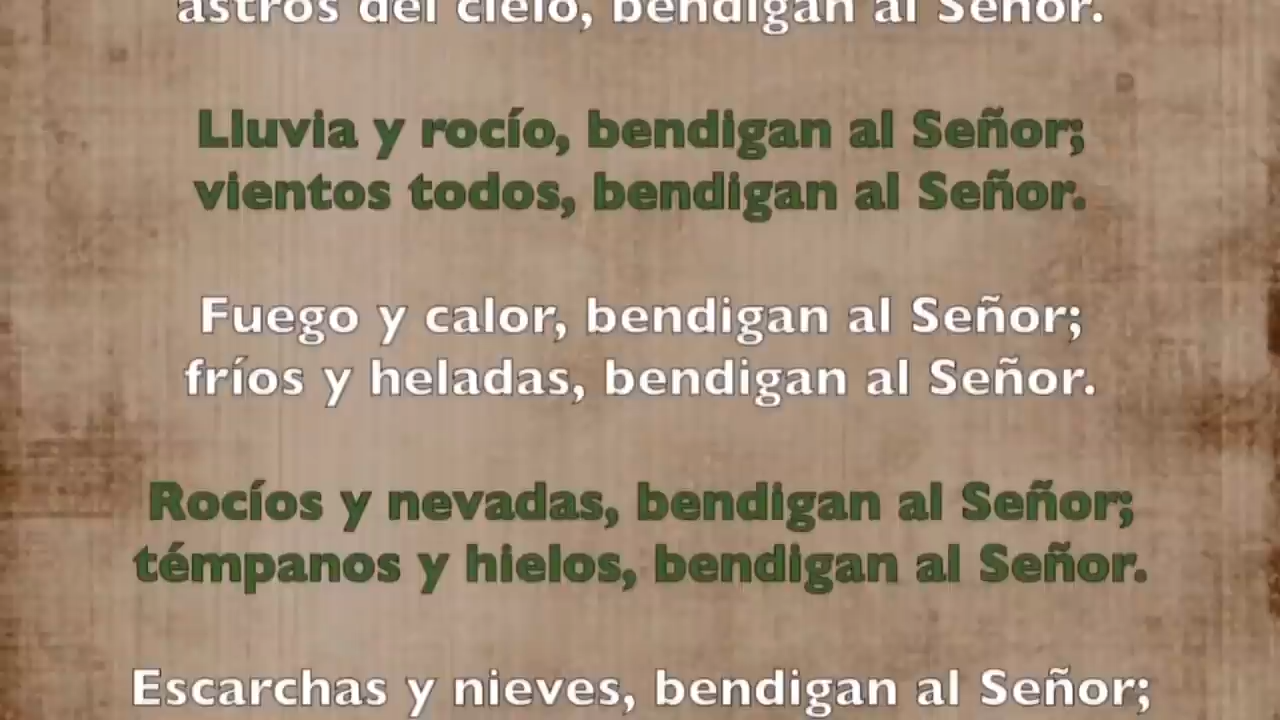 astros del cielo, bendigan al Señor.
Lluvia y rocío, bendigan al Señor;
vientos todos, bendigan al Señor.
Fuego y calor, bendigan al Señor;
fríos y heladas, bendigan al Señor.
Rocíos y nevadas, bendigan al Señor;
témpanos y hielos, bendigan al Señor.
Escarchas y nieves, bendigan al Señor;